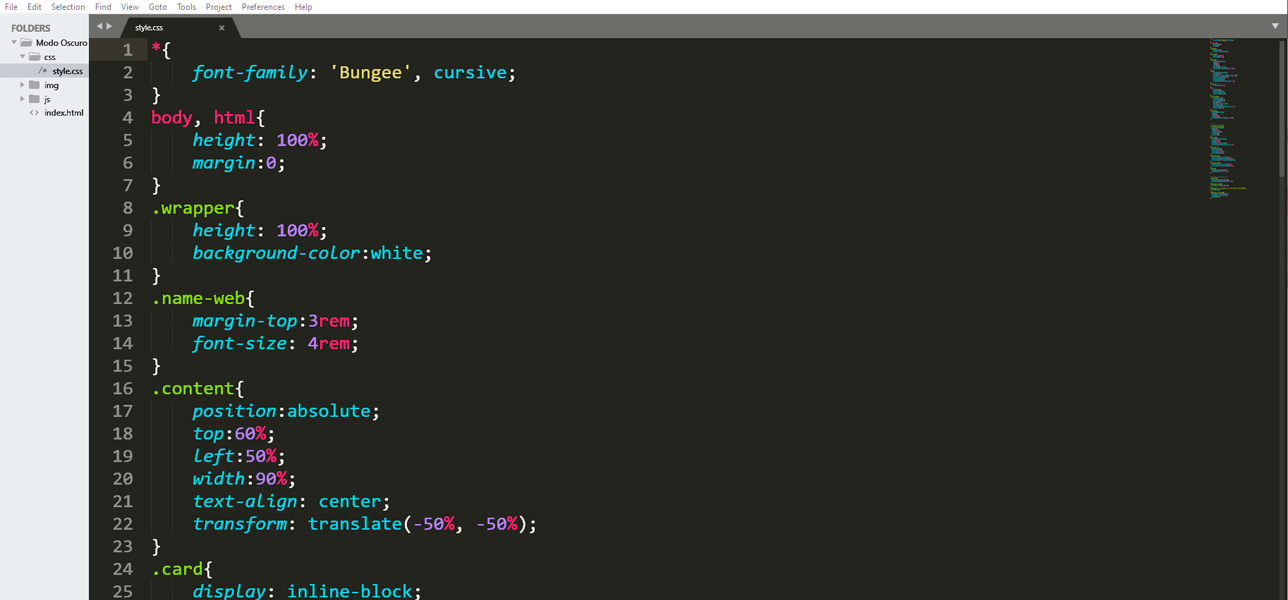 File Edit Selection Find View Goto Tools Project Preferences Help
FOLDERS
Modo Oscuro
css
/* style.css
img
js
<> index.html
style.css ×
1 *{
2 font-family: 'Bungee', cursive;
3 }
4 body, html{
5 height: 100%;
6 margin:0;
7 }
8 .wrapper{
9 height: 100%;
10 background-color:white;
11 }
12 .name-web{
13 margin-top:3rem;
14 font-size: 4rem;
15 }
16 .content{
17 position:absolute;
18 top:60%;
19 left:50%;
20 width:90%;
21 text-align: center;
22 transform: translate(-50%, -50%);
23 }
24 .card{
25 display: inline-block;